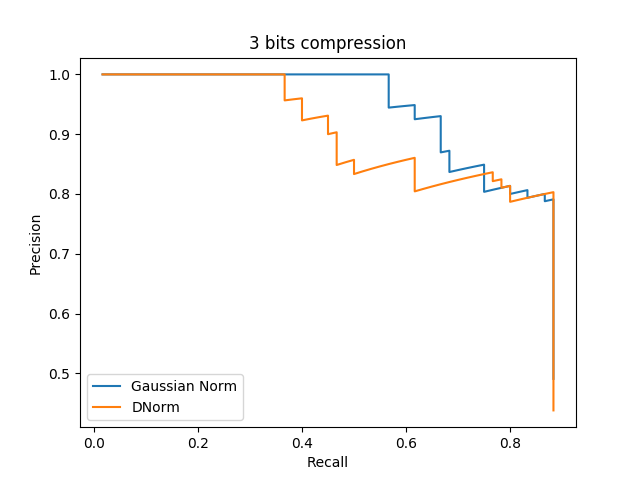 3 bits compression
1.0
0.9
0.8
0.7
0.6
0.5
Precision
Gaussian Norm
DNorm
0.0 0.2 0.4 0.6 0.8
Recall